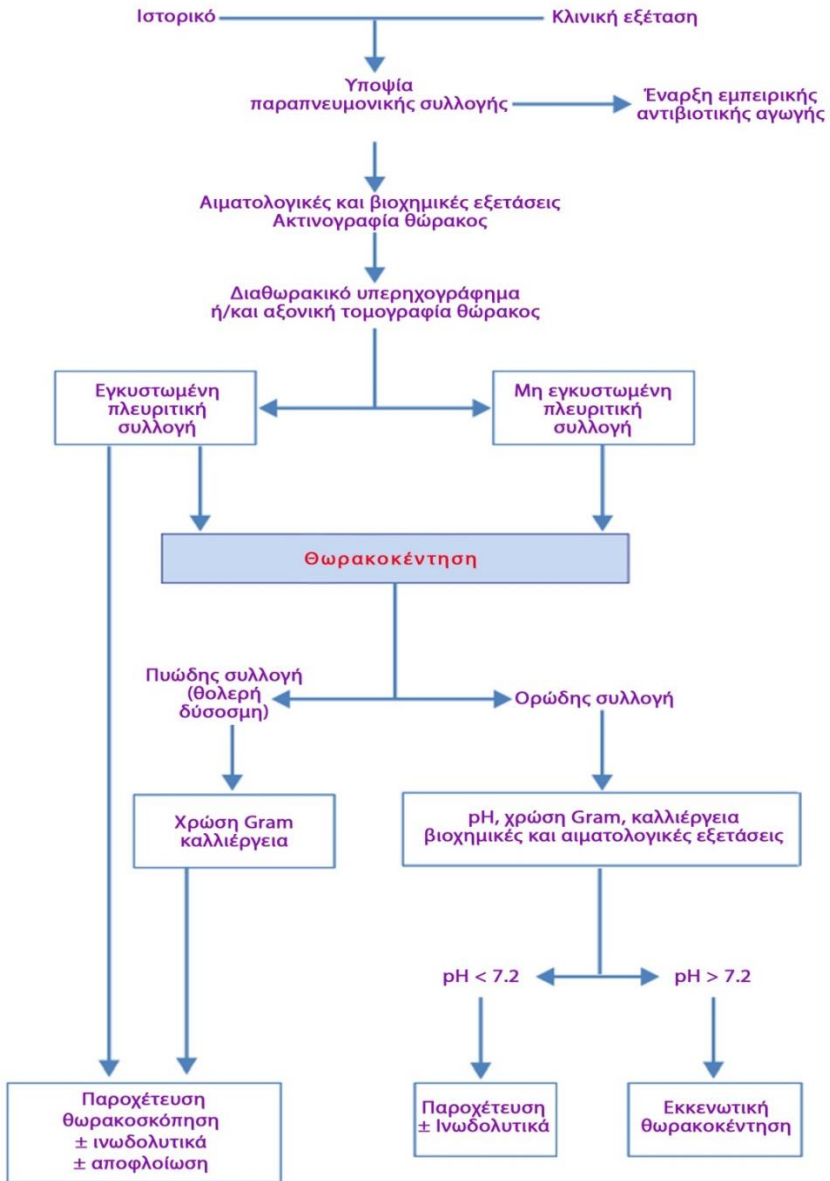 Ιστορικό
Κλινική εξέταση
Υποψία
παραπνευμονικής συλλογής
Έναρξη εμπειρικής
αντιβιοτικής αγωγής
Αιματολογικές και βιοχημικές εξετάσεις
Ακτινογραφία θώρακος
Διαθωρακικό υπερηχογράφημα
ή/και αξονική τομογραφία θώρακος
Εγκυστωμένη
πλευριτική
συλλογή
Μη εγκυστωμένη
πλευριτική
συλλογή
Θωρακοκέντηση
Πυώδης συλλογή
(θολερή
δύσοσμη)
Ορώδης συλλογή
Χρώση Gram
καλλιέργεια
pH, χρώση Gram, καλλιέργεια
βιοχημικές και αιματολογικές εξετάσεις
pH < 7.2
pH > 7.2
Παροχέτευση
θωρακοσκόπηση
± ινωδολυτικά
± αποφλοίωση
Παροχέτευση
± Ινωδολυτικά
Εκκενωτική
θωρακοκέντηση